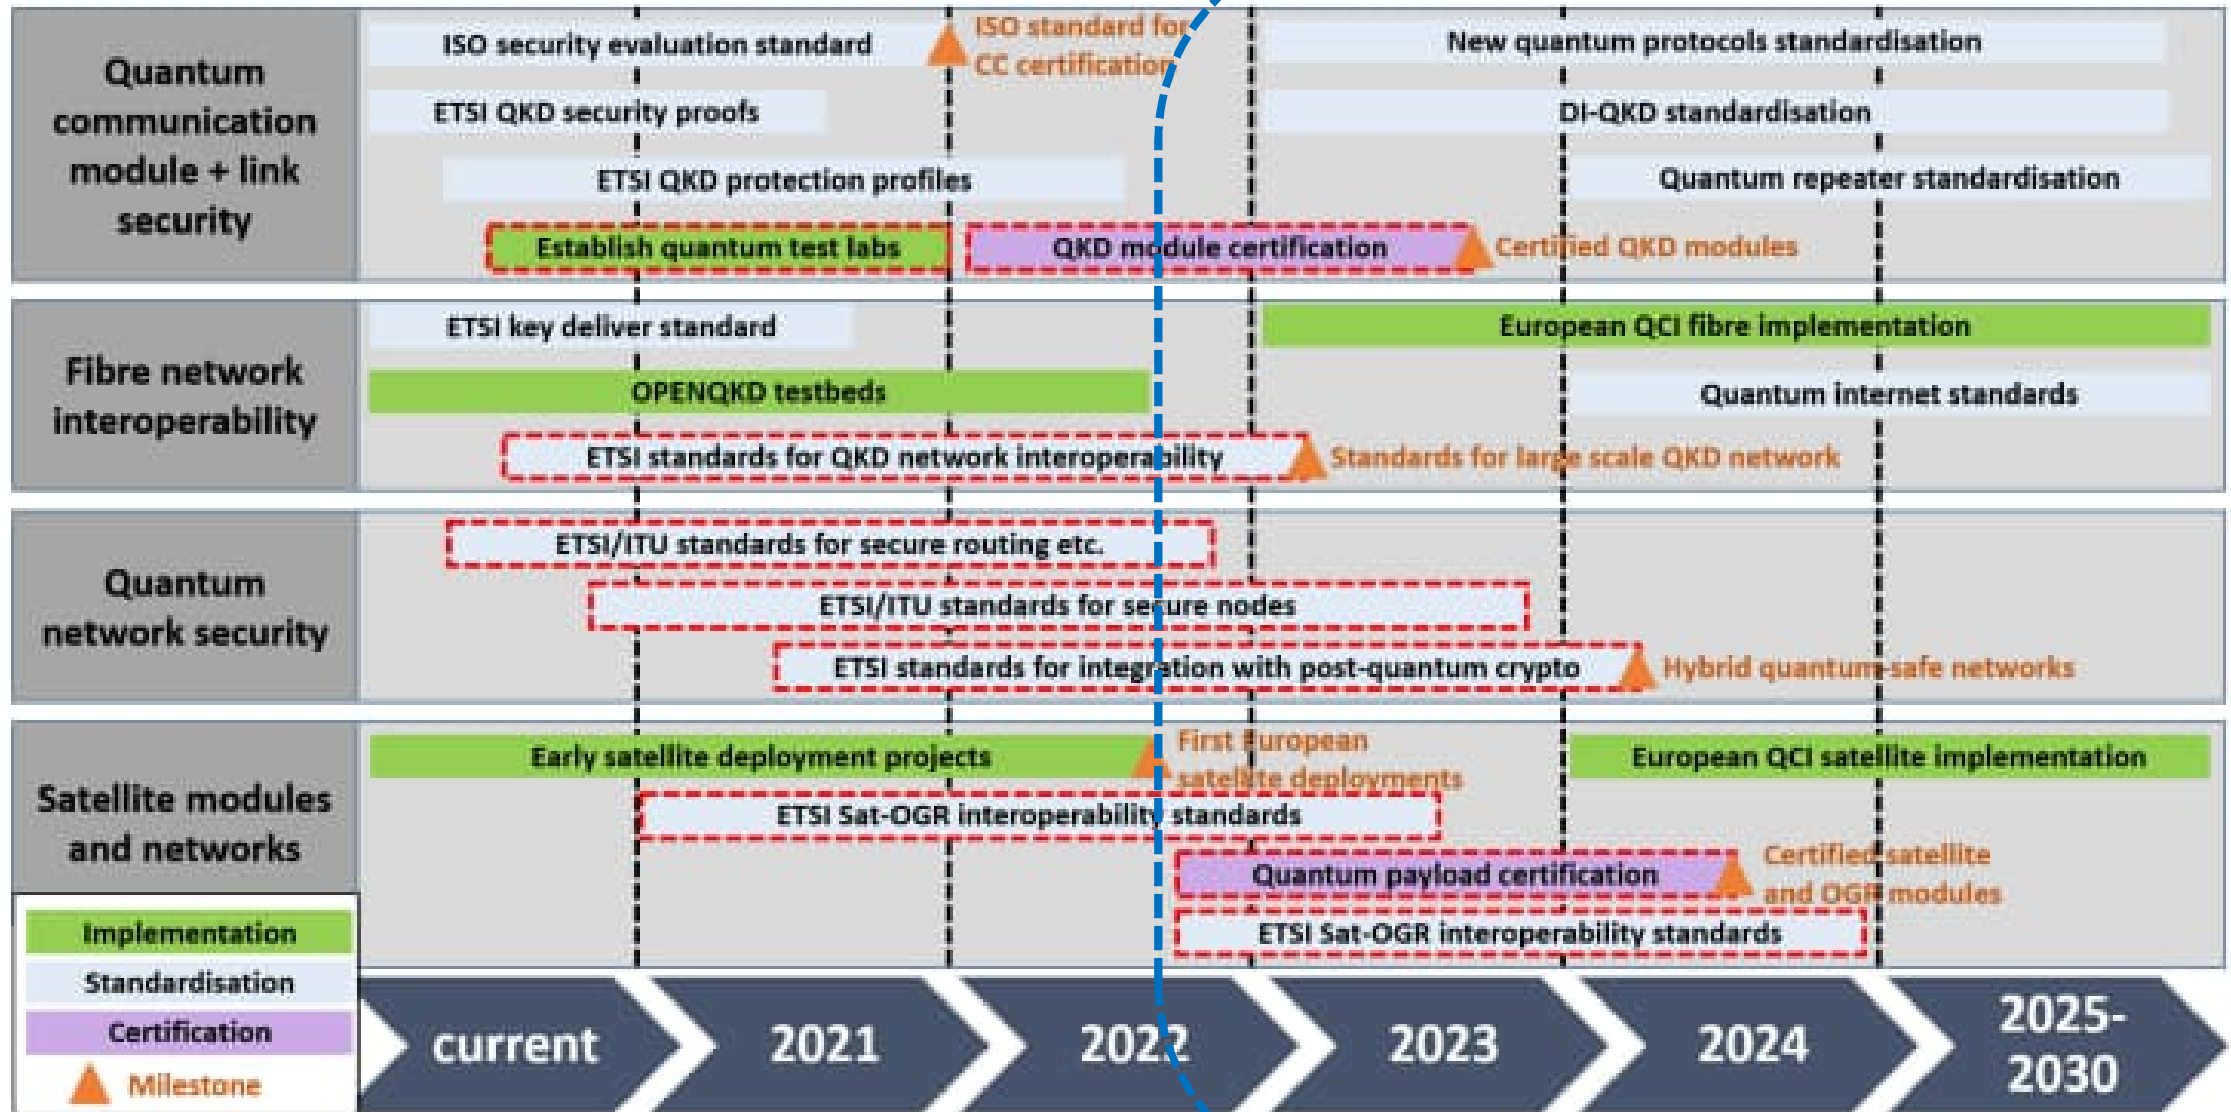 Quantum
communication
module + link
security
ISO security evaluation standard
ISO standard for
CC certification
New quantum protocols standardisation
ETSI QKD security proofs
DI-QKD standardisation
ETSI QKD protection profiles
Quantum repeater standardisation
Establish quantum test labs
QKD module certification
Certified QKD modules
Fibre network
interoperability
ETSI key deliver standard
European QCI fibre implementation
OPENQKD testbeds
Quantum internet standards
ETSI standards for QKD network interoperability
Standards for large scale QKD network
Quantum
network security
ETSI/ITU standards for secure routing etc.
ETSI/ITU standards for secure nodes
ETSI standards for integration with post-quantum crypto
Hybrid quantum-safe networks
Satellite modules
and networks
Early satellite deployment projects
First European
satellite deployments
European QCI satellite implementation
ETSI Sat-OGR interoperability standards
Quantum payload certification
Certified satellite
and OGR modules
ETSI Sat-OGR interoperability standards
Implementation
Standardisation
Certification
Milestone
current
2021
2022
2023
2024
2025-
2030